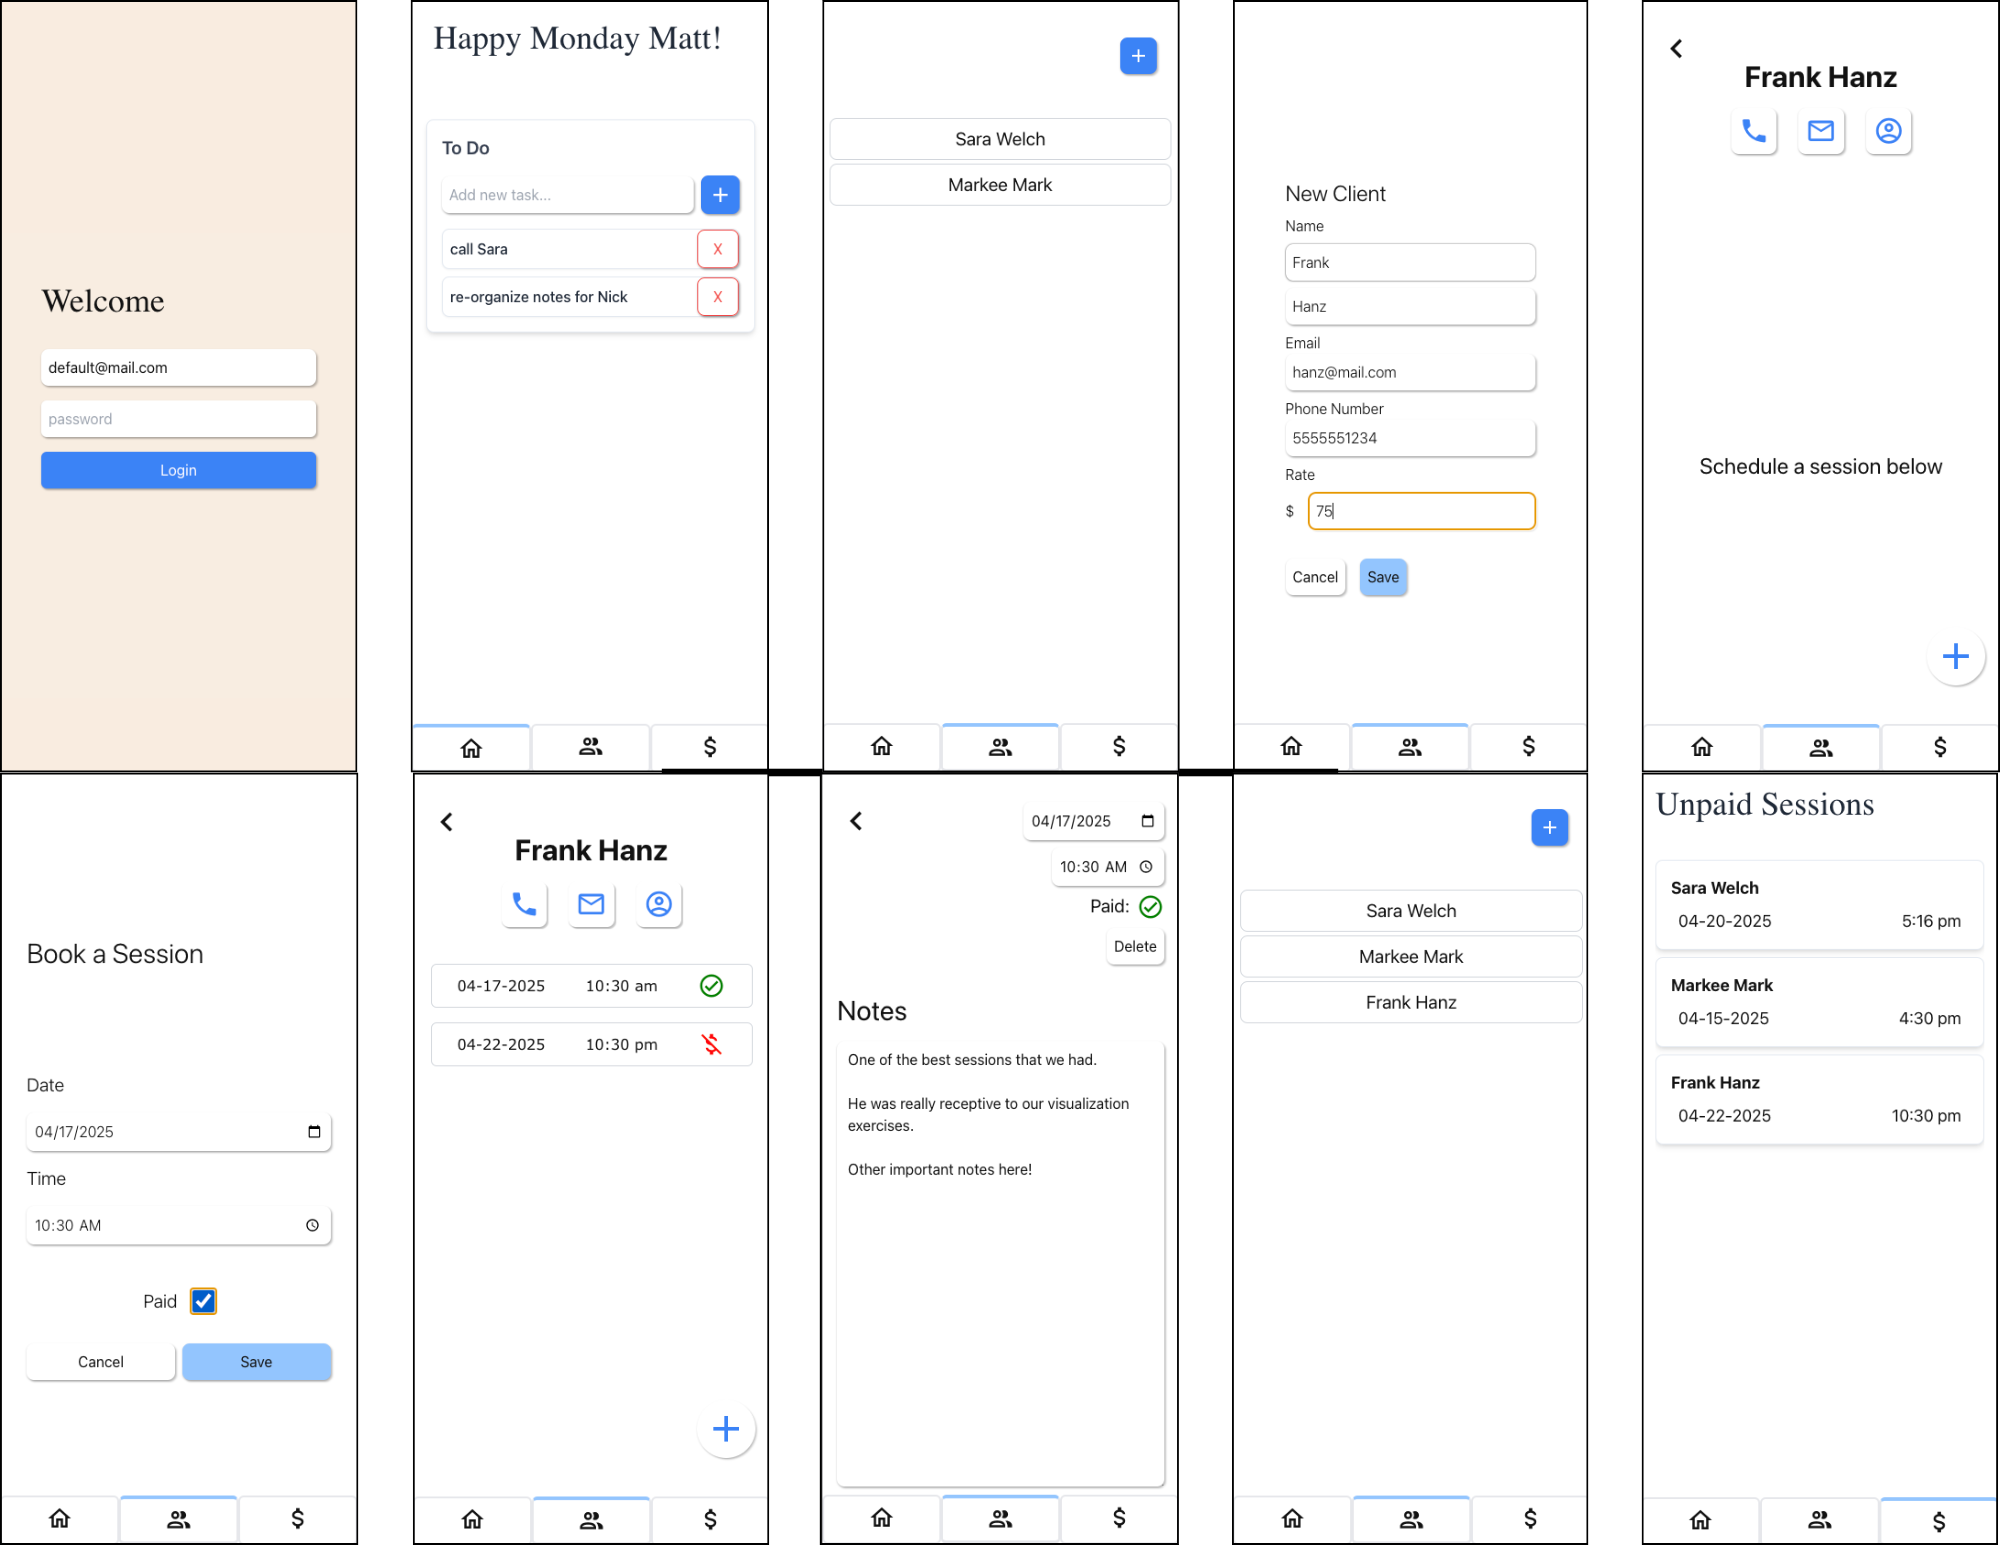 Welcome
default@mail.com
password
Login
Happy Monday Matt!
To Do
Add new task...
+
call Sara
X
re-organize notes for Nick
X
$
+
Sara Welch
Markee Mark
$
New Client
Name
Frank
Hanz
Email
hanz@mail.com
Phone Number
5555551234
Rate
$ 75
Cancel Save
$
Frank Hanz
Schedule a session below
+
$
Book a Session
Date
04/17/2025
Time
10:30 AM
Paid
Cancel Save
$
Frank Hanz
04-17-2025 10:30 am
04-22-2025 10:30 pm
+
$
04/17/2025
10:30 AM
Paid:
Delete
Notes
One of the best sessions that we had.
He was really receptive to our visualization
exercises.
Other important notes here!
$
+
Sara Welch
Markee Mark
Frank Hanz
$
Unpaid Sessions
Sara Welch
04-20-2025 5:16 pm
Markee Mark
04-15-2025 4:30 pm
Frank Hanz
04-22-2025 10:30 pm
$